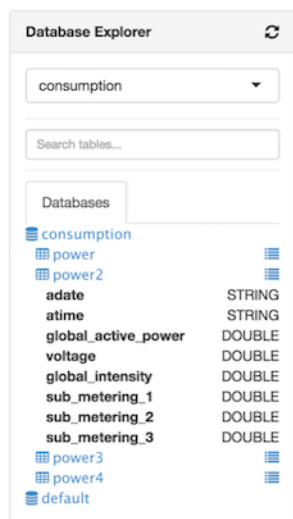 Database Explorer
consumption
Search tables...
Databases
consumption
power
power2
adate STRING
atime STRING
global_active_power DOUBLE
voltage DOUBLE
global_intensity DOUBLE
sub_metering_1 DOUBLE
sub_metering_2 DOUBLE
sub_metering_3 DOUBLE
power3
power4
default